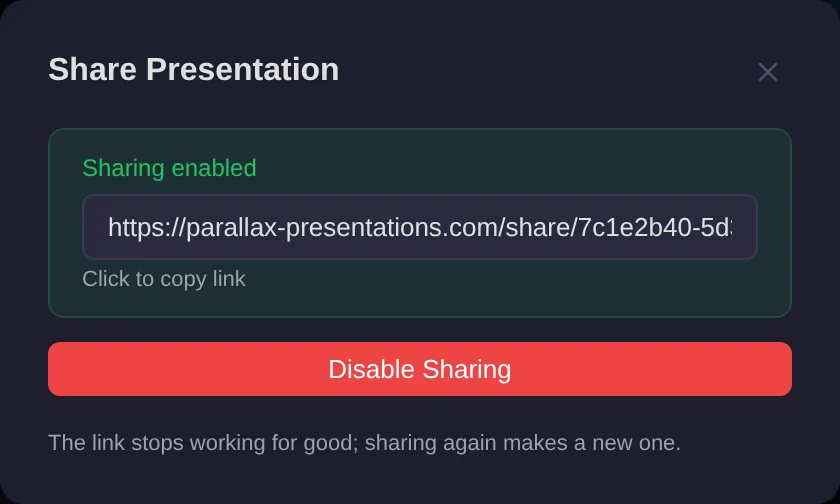 Share Presentation
Sharing enabled
https://parallax-presentations.com/share/7c1e2b40-5d
Click to copy link
Disable Sharing
The link stops working for good; sharing again makes a new one.